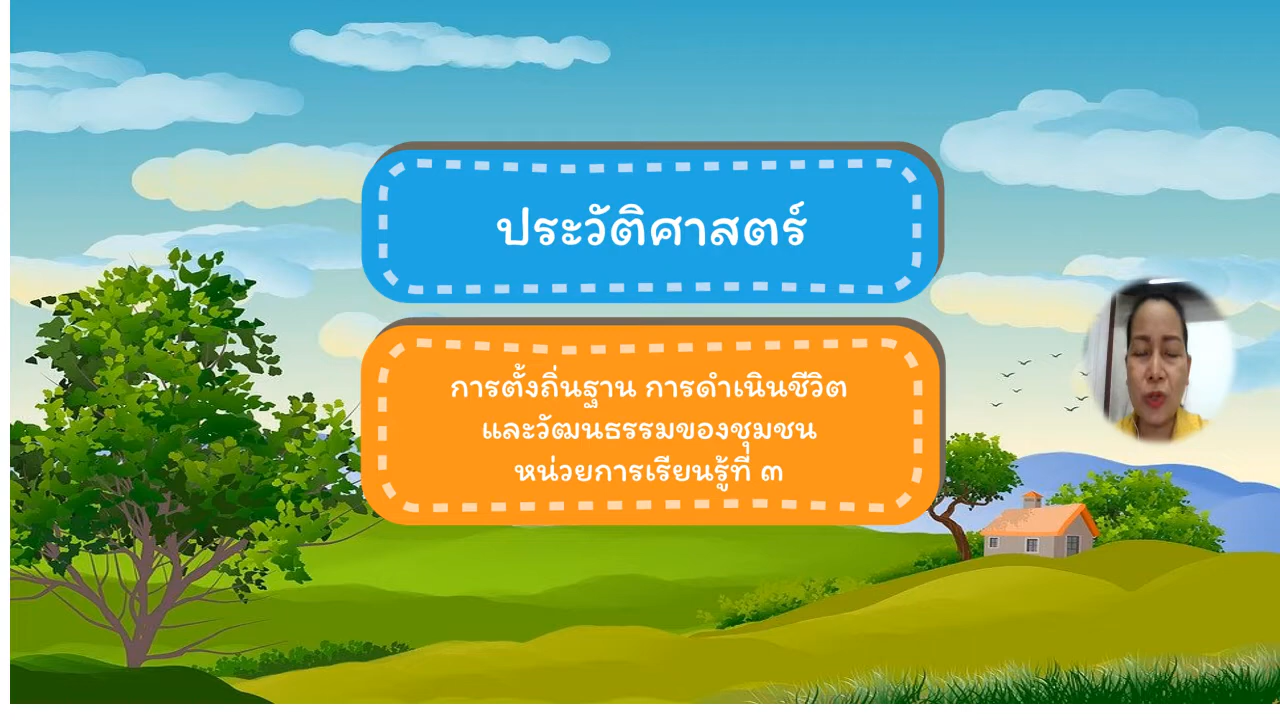 ประวัติศาสตร์
การตั้งถิ่นฐาน การดำเนินชีวิต
และวัฒนธรรมของชุมชน
หน่วยการเรียนรู้ที่ ๓